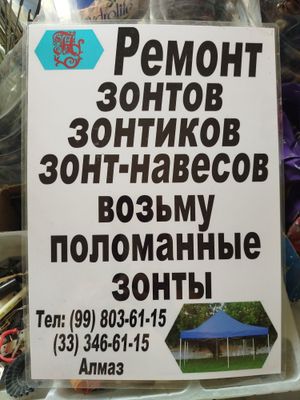 Ремонт
зонтов
зонтиков
зонт-навесов
возьму
поломанные
зонты
Тел: (99) 803-61-15
(33) 346-61-15
Алмаз